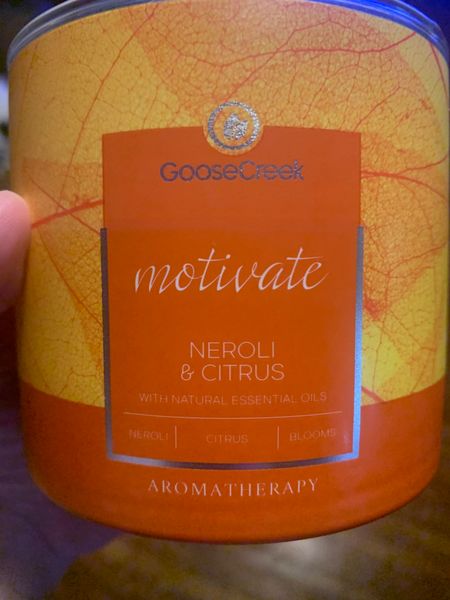 GooseCreek
motivate
NEROLI
& CITRUS
WITH NATURAL ESSENTIAL OILS
NEROLI | CITRUS | BLOOMS
AROMATHERAPY